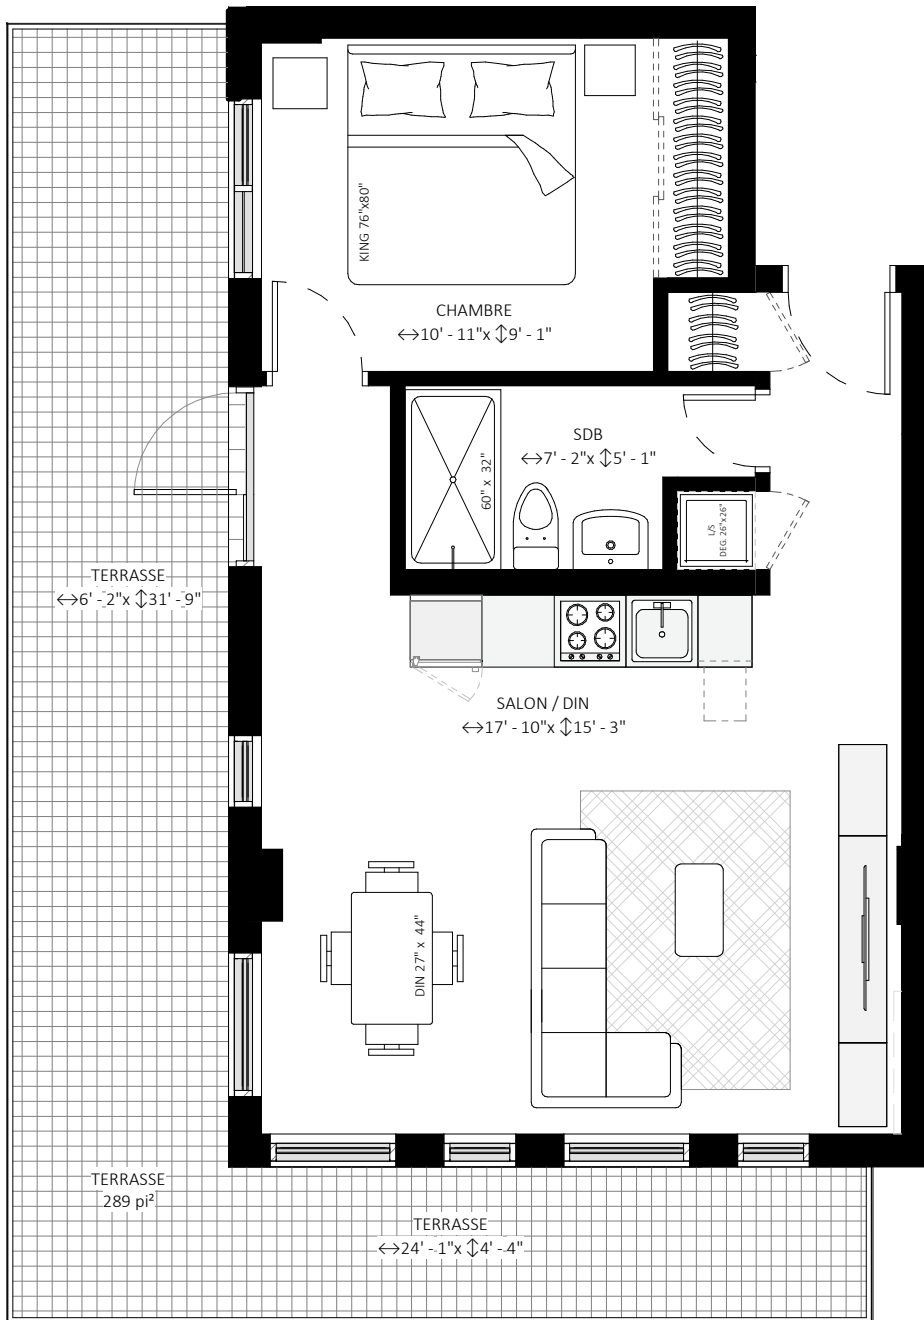 KING 76"x80"
CHAMBRE
↔10' - 11"x ↕9' - 1"
SDB
↔7' - 2"x ↕5' - 1"
60" x 32"
L/S
DEG. 26"x26"
TERRASSE
↔6' - 2"x ↕31' - 9"
SALON / DIN
↔17' - 10"x ↕15' - 3"
DIN 27" x 44"
TERRASSE
289 pi²
TERRASSE
↔24' - 1"x ↕4' - 4"